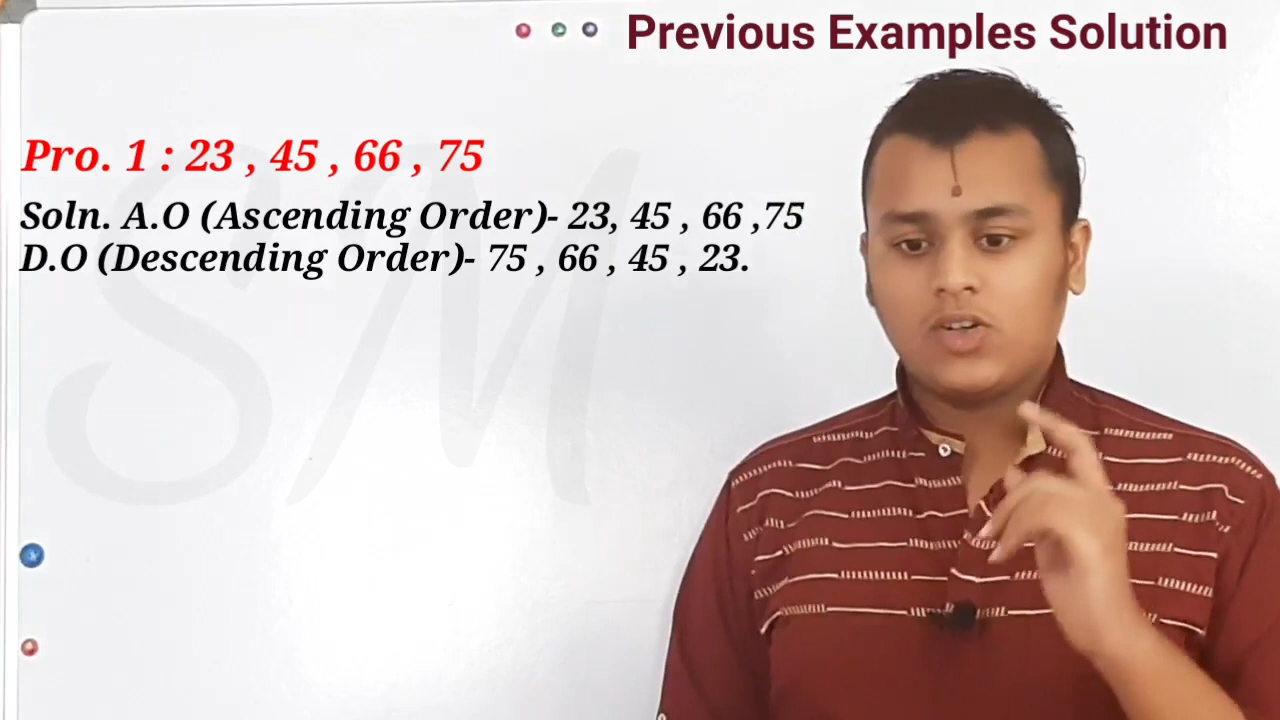 Previous Examples Solution
Pro. 1 : 23 , 45 , 66 , 75
Soln. A.O (Ascending Order)- 23, 45 , 66 ,75
D.O (Descending Order)- 75 , 66 , 45 , 23.
SM